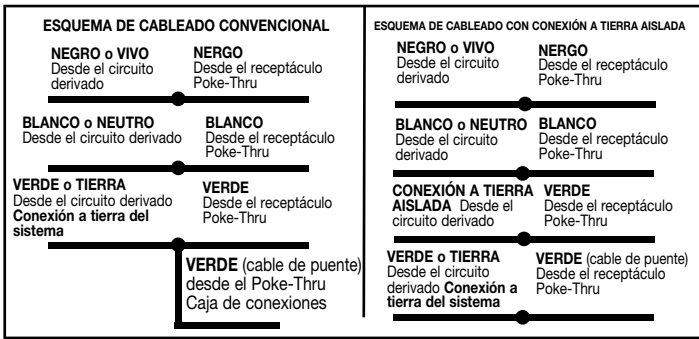 ESQUEMA DE CABLEADO CONVENCIONAL
NEGRO o VIVO
Desde el circuito
derivado
NERGO
Desde el receptáculo
Poke-Thru
BLANCO o NEUTRO
Desde el circuito derivado
BLANCO
Desde el receptáculo
Poke-Thru
VERDE o TIERRA
Desde el circuito derivado
Conexión a tierra del
sistema
VERDE
Desde el receptáculo
Poke-Thru
VERDE (cable de puente)
desde el Poke-Thru
Caja de conexiones
ESQUEMA DE CABLEADO CON CONEXIÓN A TIERRA AISLADA
NEGRO o VIVO
Desde el circuito
derivado
NERGO
Desde el receptáculo
Poke-Thru
BLANCO o NEUTRO
Desde el circuito
derivado
BLANCO
Desde el receptáculo
Poke-Thru
CONEXIÓN A TIERRA
AISLADA Desde el
circuito derivado
VERDE
Desde el receptáculo
Poke-Thru
VERDE o TIERRA
Desde el circuito
derivado Conexión a
tierra del sistema
VERDE (cable de puente)
Desde el receptáculo
Poke-Thru